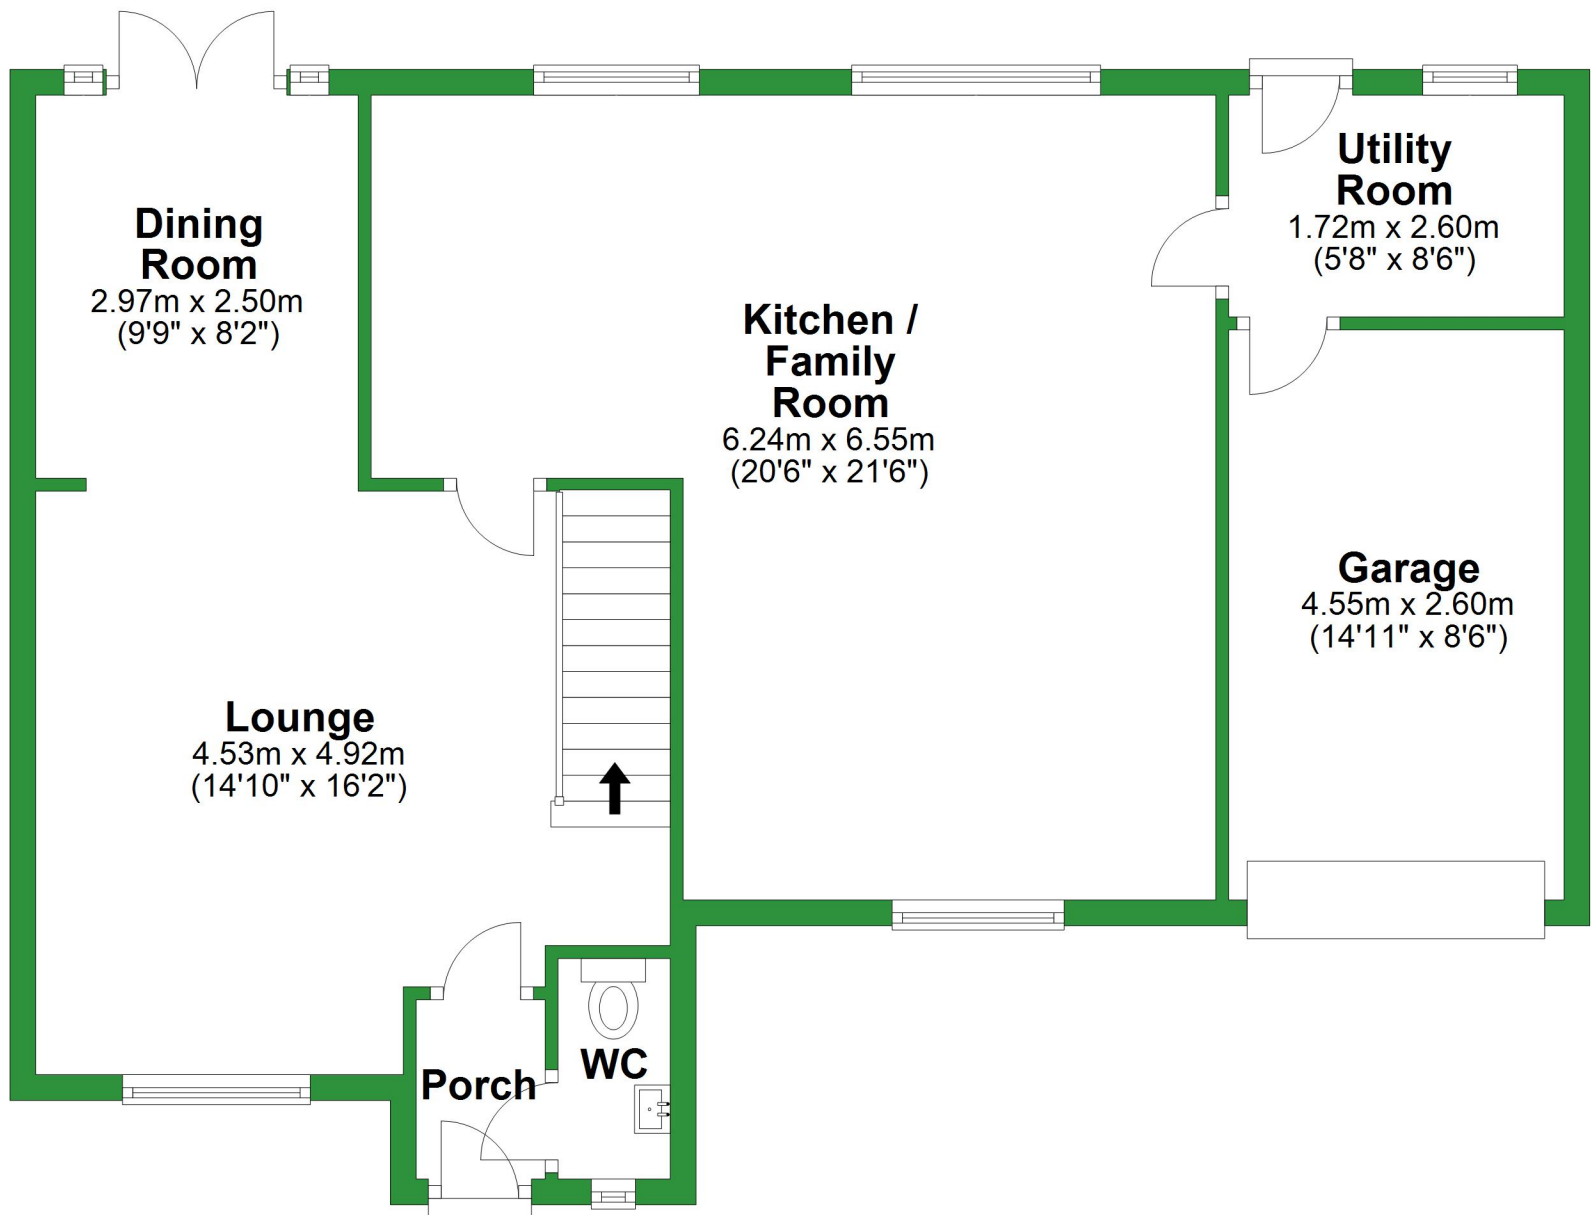 Dining
Room
2.97m x 2.50m
(9'9" x 8'2")
Kitchen /
Family
Room
6.24m x 6.55m
(20'6" x 21'6")
Utility
Room
1.72m x 2.60m
(5'8" x 8'6")
Garage
4.55m x 2.60m
(14'11" x 8'6")
Lounge
4.53m x 4.92m
(14'10" x 16'2")
Porch
WC